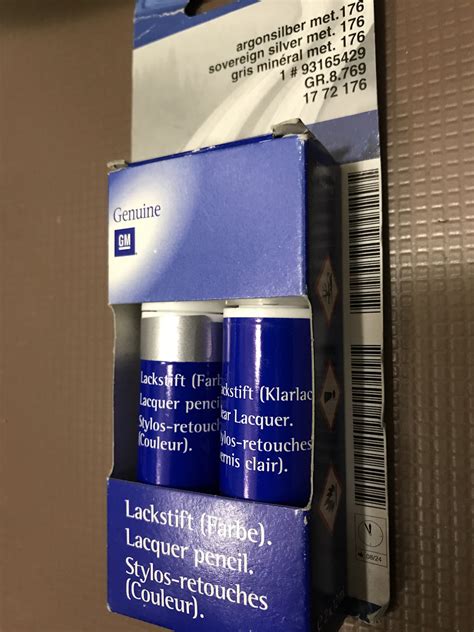 argonsilber met. 176
sovereign silver met. 176
gris minéral met. 176
1 # 93165429
GR.8.769
17 72 176
Genuine
GM
Lackstift (Farb
Lacquer pencil
Stylos-retouches
(Couleur).
ckstift (Klarlac
ear Lacquer.
ylos-retouches
ernis clair).
Lackstift (Farbe).
Lacquer pencil.
Stylos-retouches
(Couleur).